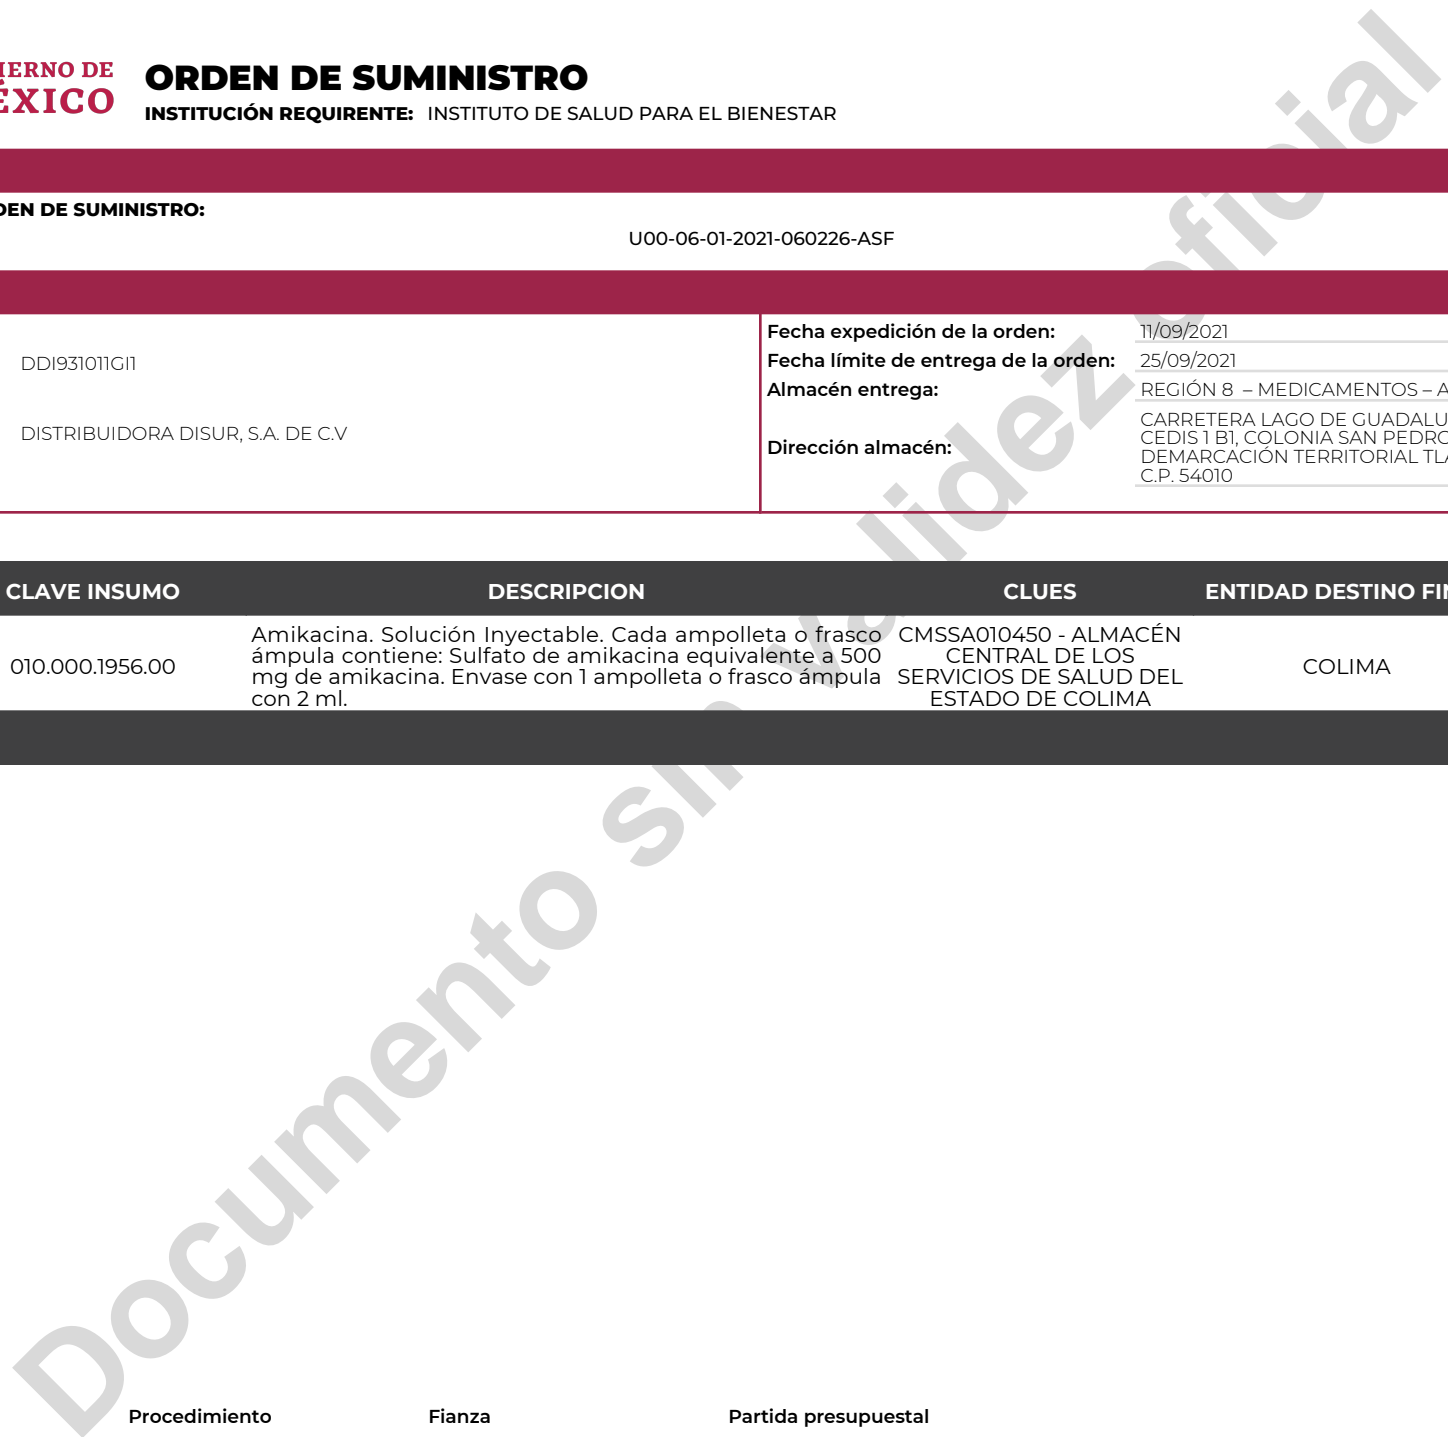 IERNO DE
ÉXICO
ORDEN DE SUMINISTRO
INSTITUCIÓN REQUIRENTE: INSTITUTO DE SALUD PARA EL BIENESTAR
DEN DE SUMINISTRO:
U00-06-01-2021-060226-ASF
DDI931011GI1
DISTRIBUIDORA DISUR, S.A. DE C.V
Fecha expedición de la orden: 11/09/2021
Fecha límite de entrega de la orden: 25/09/2021
Almacén entrega: REGIÓN 8 – MEDICAMENTOS – A
Dirección almacén:
CARRETERA LAGO DE GUADALU
CEDIS 1 B1, COLONIA SAN PEDRO
DEMARCACIÓN TERRITORIAL TLA
C.P. 54010
CLAVE INSUMO DESCRIPCION CLUES ENTIDAD DESTINO FIN
010.000.1956.00
Amikacina. Solución Inyectable. Cada ampolleta o frasco
ámpula contiene: Sulfato de amikacina equivalente a 500
mg de amikacina. Envase con 1 ampolleta o frasco ámpula
con 2 ml.
CMSSA010450 - ALMACÉN
CENTRAL DE LOS
SERVICIOS DE SALUD DEL
ESTADO DE COLIMA
COLIMA
Documento sin validez oficial
Procedimiento Fianza Partida presupuestal